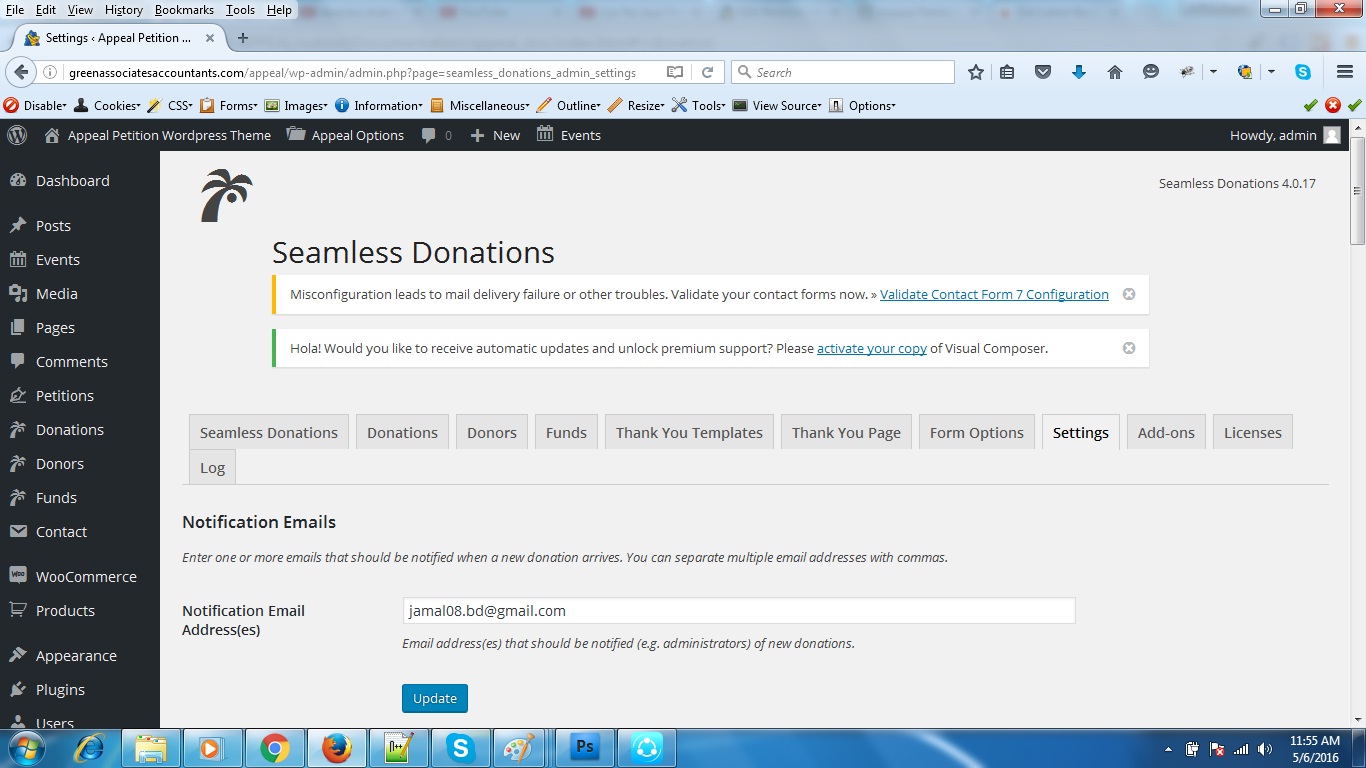 File Edit View History Bookmarks Tools Help
Settings ‹ Appeal Petition ...
greenassociatesaccountants.com/appeal/wp-admin/admin.php?page=seamless_donations_admin_settings
Search
Disable Cookies CSS Forms Images Information Miscellaneous Outline Resize Tools View Source Options
Appeal Petition Wordpress Theme Appeal Options 0 New Events Howdy, admin
Dashboard
Posts
Events
Media
Pages
Comments
Petitions
Donations
Donors
Funds
Contact
WooCommerce
Products
Appearance
Plugins
Users
Seamless Donations 4.0.17
Seamless Donations
Misconfiguration leads to mail delivery failure or other troubles. Validate your contact forms now. » Validate Contact Form 7 Configuration
Hola! Would you like to receive automatic updates and unlock premium support? Please activate your copy of Visual Composer.
Seamless Donations Donations Donors Funds Thank You Templates Thank You Page Form Options Settings Add-ons Licenses
Log
Notification Emails
Enter one or more emails that should be notified when a new donation arrives. You can separate multiple email addresses with commas.
Notification Email
Address(es)
jamal08.bd@gmail.com
Email address(es) that should be notified (e.g. administrators) of new donations.
Update
11:55 AM
5/6/2016